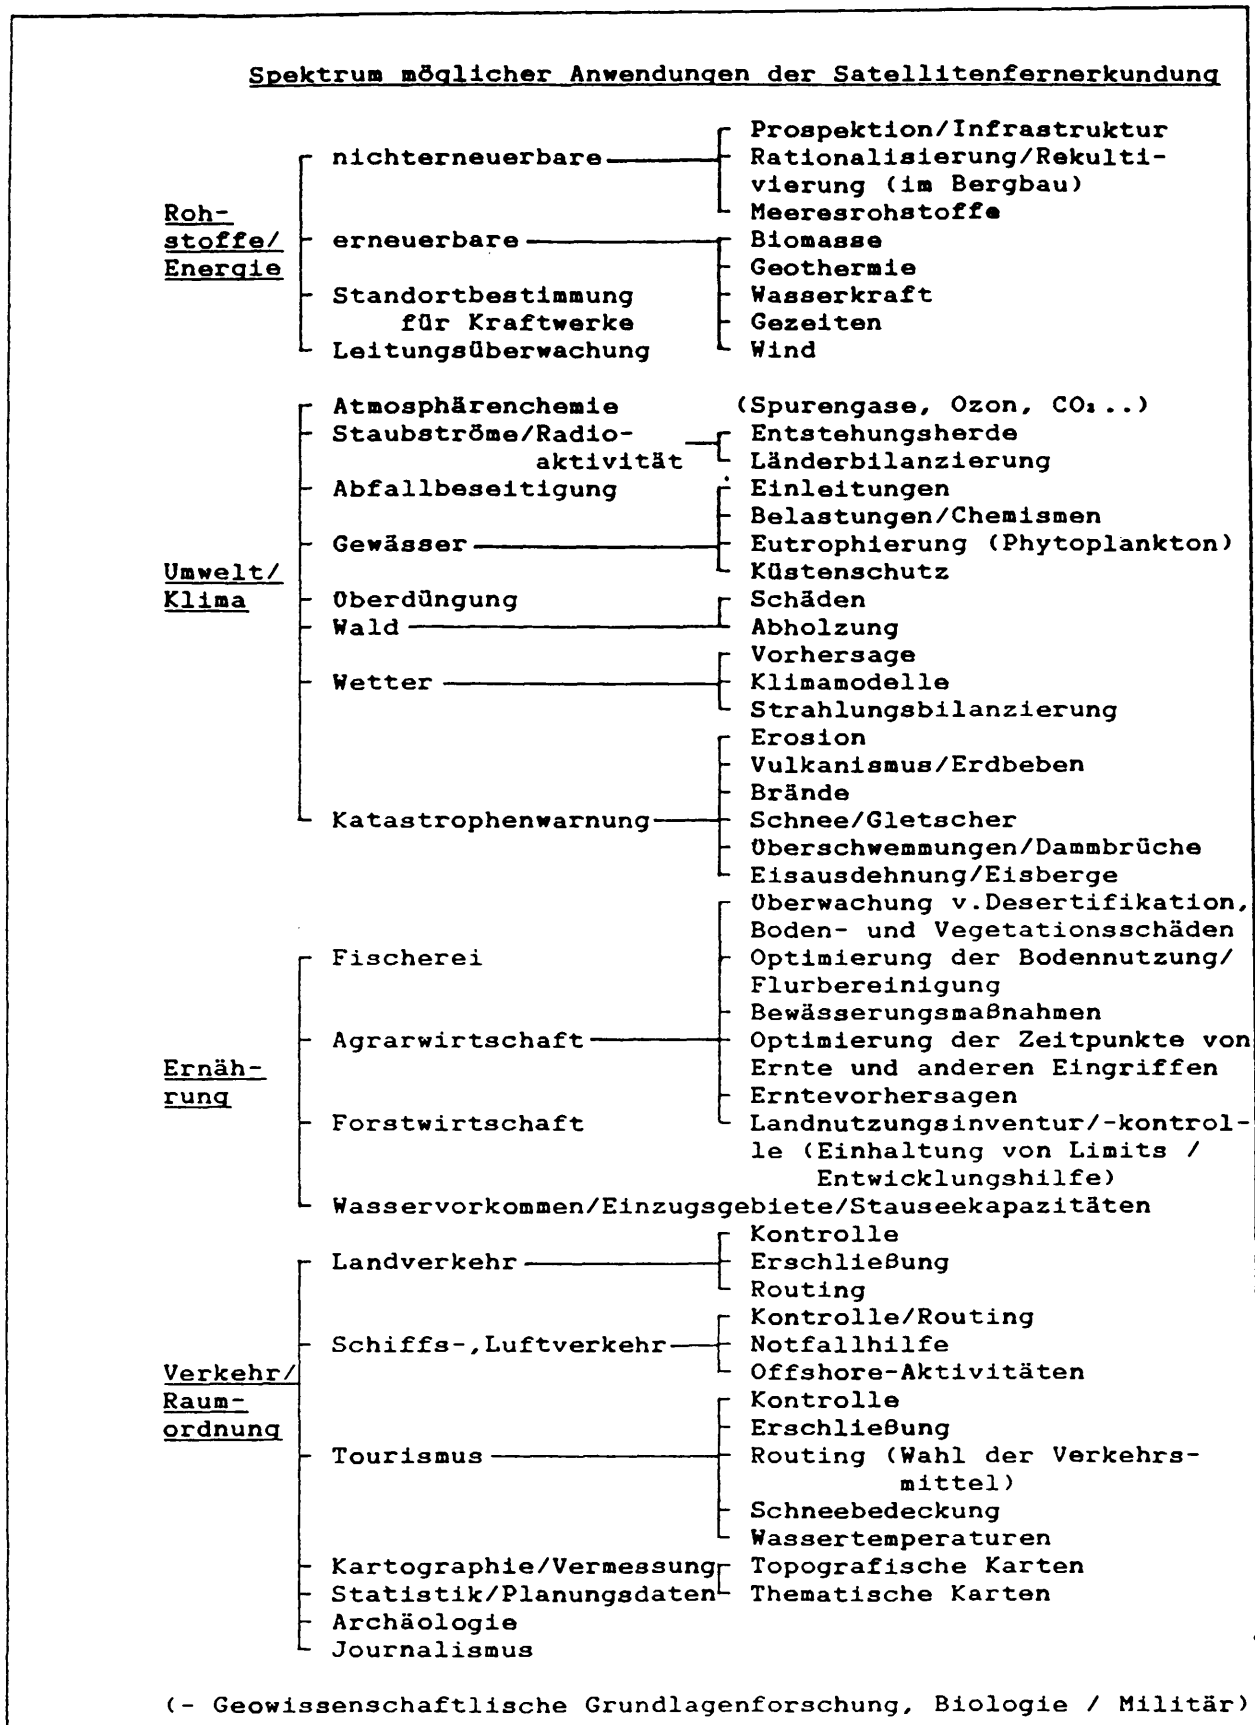 Spektrum möglicher Anwendungen der Satellitenfernerkundung
Prospektion/Infrastruktur
nichterneuerbare Rationalisierung/Rekulti-
vierung (im Bergbau)
Roh- Meeresrohstoffe
stoffe/ erneuerbare Biomasse
Energie Geothermie
Standortbestimmung Wasserkraft
für Kraftwerke Gezeiten
Leitungsüberwachung Wind
Atmosphärenchemie (Spurengase, Ozon, CO₂..)
Staubströme/Radio- Entstehungsherde
aktivität Länderbilanzierung
Abfallbeseitigung Einleitungen
Belastungen/Chemismen
Gewässer Eutrophierung (Phytoplankton)
Umwelt/ Küstenschutz
Klima Überdüngung Schäden
Wald Abholzung
Vorhersage
Wetter Klimamodelle
Strahlungsbilanzierung
Erosion
Vulkanismus/Erdbeben
Brände
Katastrophenwarnung Schnee/Gletscher
Überschwemmungen/Dammbrüche
Eisausdehnung/Eisberge
Überwachung v.Desertifikation,
Boden- und Vegetationsschäden
Fischerei Optimierung der Bodennutzung/
Flurbereinigung
Bewässerungsmaßnahmen
Agrarwirtschaft Optimierung der Zeitpunkte von
Ernäh- Ernte und anderen Eingriffen
rung Erntevorhersagen
Forstwirtschaft Landnutzungsinventur/-kontrol-
le (Einhaltung von Limits /
Entwicklungshilfe)
Wasservorkommen/Einzugsgebiete/Stauseekapazitäten
Kontrolle
Landverkehr Erschließung
Routing
Kontrolle/Routing
Schiffs-,Luftverkehr Notfallhilfe
Verkehr/ Offshore-Aktivitäten
Raum- Kontrolle
ordnung Erschließung
Tourismus Routing (Wahl der Verkehrs-
mittel)
Schneebedeckung
Wassertemperaturen
Kartographie/Vermessung Topografische Karten
Statistik/Planungsdaten Thematische Karten
Archäologie
Journalismus
(- Geowissenschaftlische Grundlagenforschung, Biologie / Militär)